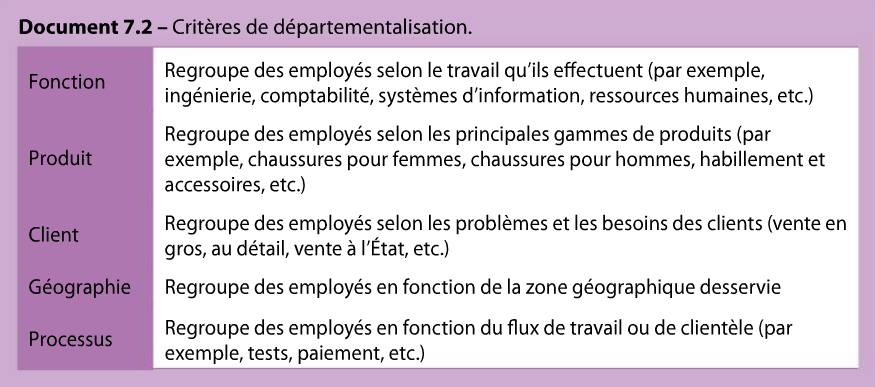 Document 7.2 – Critères de départementalisation.
Fonction
Regroupe des employés selon le travail qu’ils effectuent (par exemple,
ingénierie, comptabilité, systèmes d’information, ressources humaines, etc.)
Produit
Regroupe des employés selon les principales gammes de produits (par
exemple, chaussures pour femmes, chaussures pour hommes, habillement et
accessoires, etc.)
Client
Regroupe des employés selon les problèmes et les besoins des clients (vente en
gros, au détail, vente à l’État, etc.)
Géographie
Regroupe des employés en fonction de la zone géographique desservie
Processus
Regroupe des employés en fonction du flux de travail ou de clientèle (par
exemple, tests, paiement, etc.)